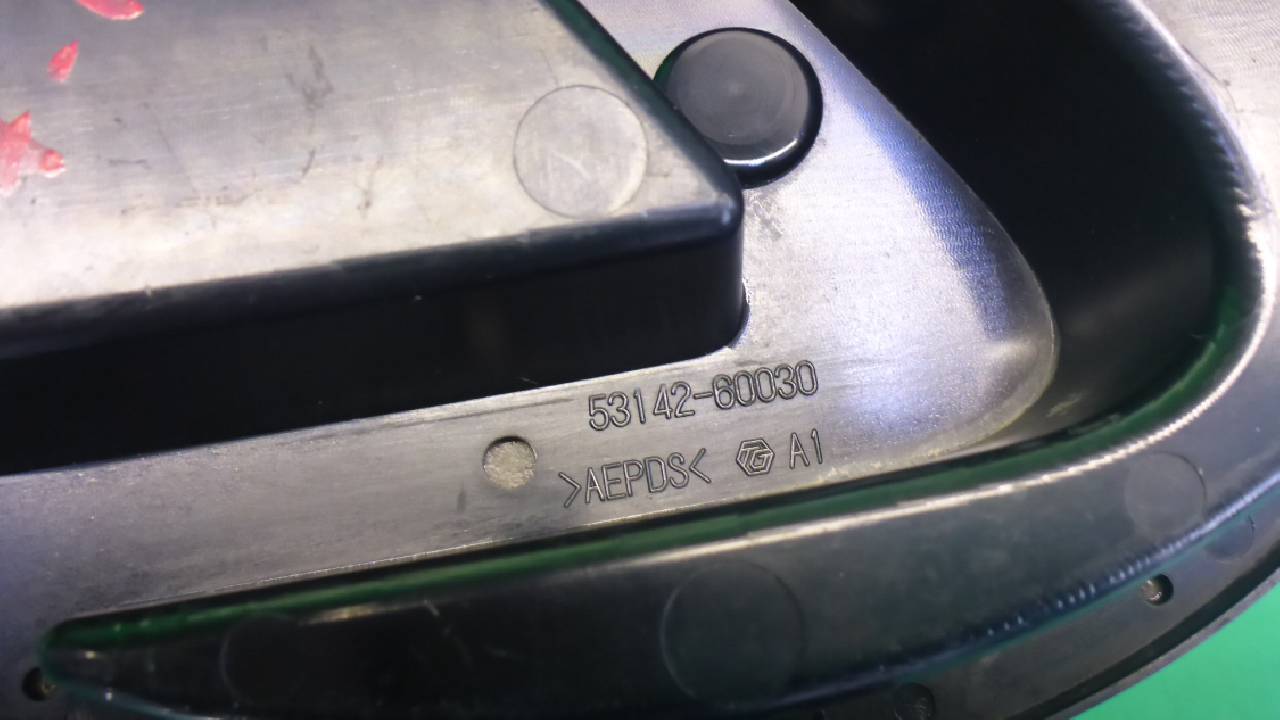 53142-60030
>AEPDS< TG A1